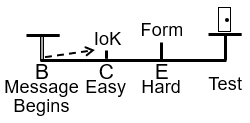 IoK Form
B C E
Message Easy Hard Test
Begins